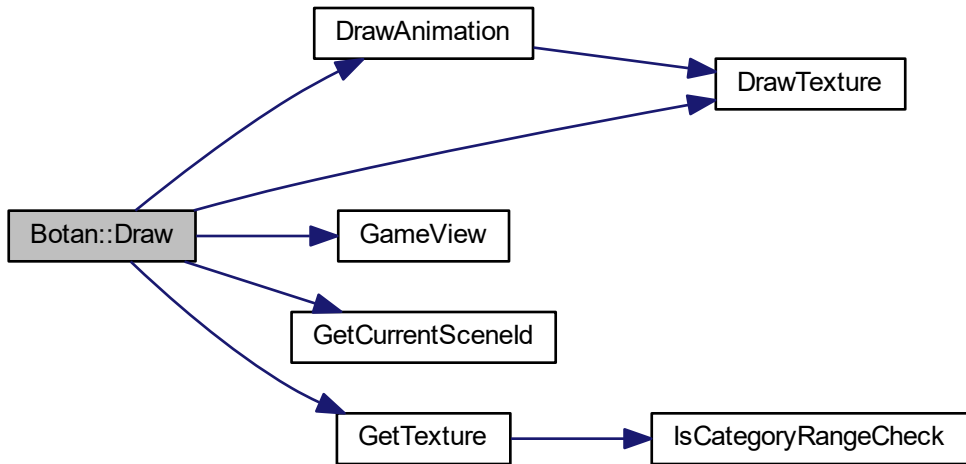 DrawAnimation
DrawTexture
Botan::Draw
GameView
GetCurrentSceneId
GetTexture
IsCategoryRangeCheck